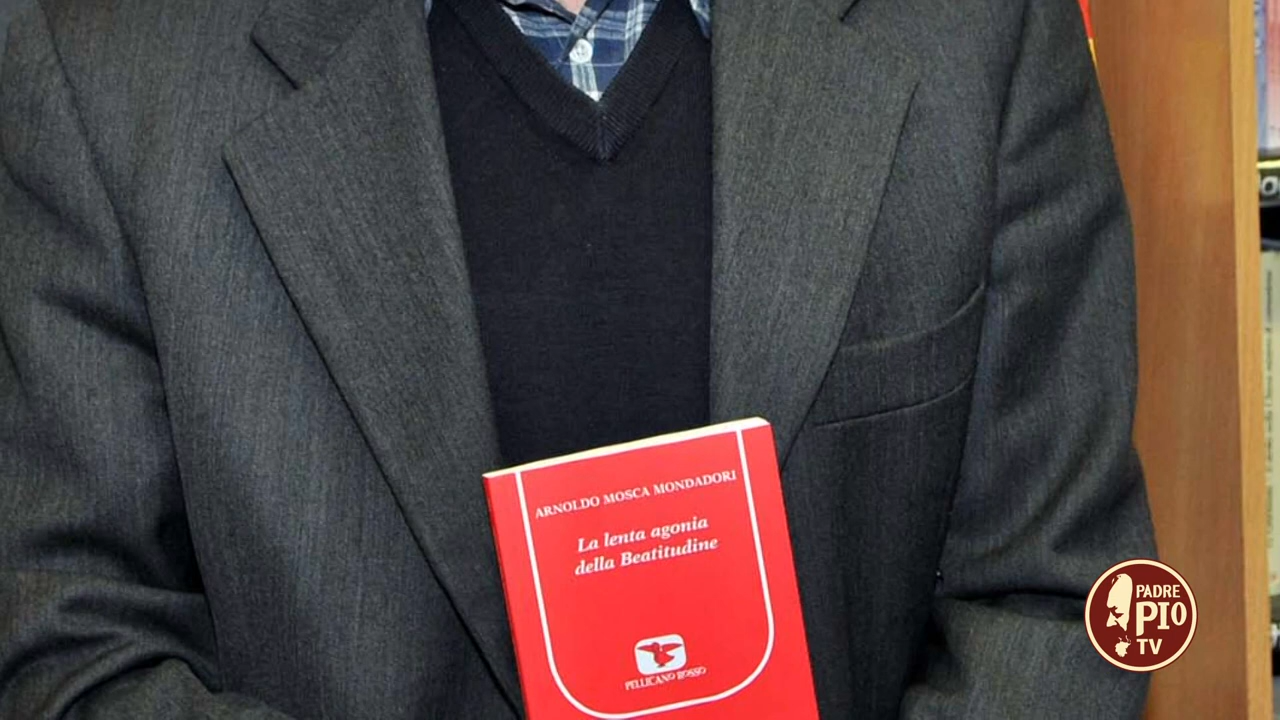 ARNOLDO MOSCA MONDADORI
La lenta agonia
della Beatitudine
PELLICANO ROSSO
PADRE
PIO
TV